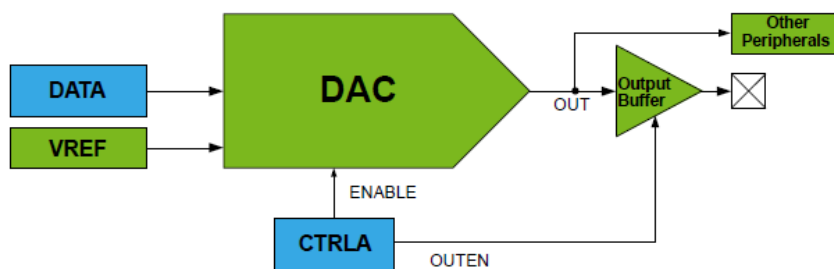 Other
Peripherals
DAC
DATA
Output
Buffer
OUT
VREF
ENABLE
CTRLA
OUTEN